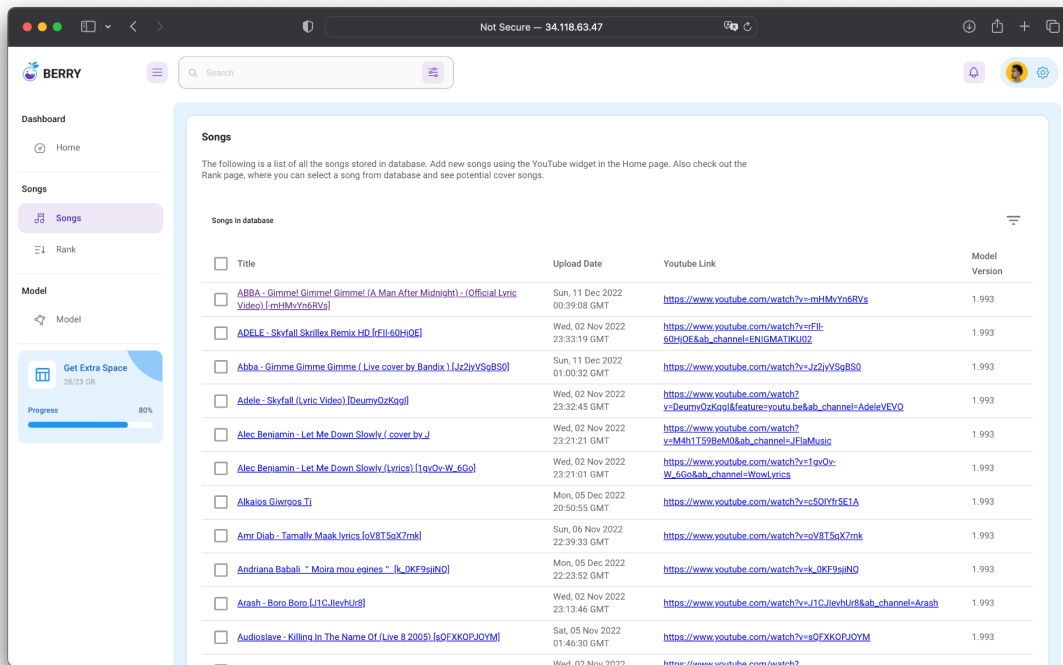 Not Secure — 34.118.63.47
BERRY
Search
Dashboard
Home
Songs
Songs
Rank
Model
Model
Get Extra Space
28/23 GB
Progress 80%
Songs
The following is a list of all the songs stored in database. Add new songs using the YouTube widget in the Home page. Also check out the
Rank page, where you can select a song from database and see potential cover songs.
Songs in database
Title Upload Date Youtube Link Model
Version
ABBA - Gimme! Gimme! Gimme! (A Man After Midnight) - (Official Lyric
Video) [-mHMvYn6RVs]
Sun, 11 Dec 2022
00:39:08 GMT
https://www.youtube.com/watch?v=-mHMvYn6RVs
1.993
ADELE - Skyfall Skrillex Remix HD [rFIl-60HjOE]
Wed, 02 Nov 2022
23:33:19 GMT
https://www.youtube.com/watch?v=rFIl-
60HjOE&ab_channel=ENIGMATIKU02
1.993
Abba - Gimme Gimme Gimme ( Live cover by Bandix ) [Jz2jyVSgBS0]
Sun, 11 Dec 2022
01:00:32 GMT
https://www.youtube.com/watch?v=Jz2jyVSgBS0
1.993
Adele - Skyfall (Lyric Video) [DeumyOzKqgI]
Wed, 02 Nov 2022
23:32:45 GMT
https://www.youtube.com/watch?
v=DeumyOzKqgI&feature=youtu.be&ab_channel=AdeleVEVO
1.993
Alec Benjamin - Let Me Down Slowly ( cover by J
Wed, 02 Nov 2022
23:21:21 GMT
https://www.youtube.com/watch?
v=M4h1T59BeM0&ab_channel=JFlaMusic
1.993
Alec Benjamin - Let Me Down Slowly (Lyrics) [1gvOv-W_6Go]
Wed, 02 Nov 2022
23:21:01 GMT
https://www.youtube.com/watch?v=1gvOv-
W_6Go&ab_channel=WowLyrics
1.993
Alkaios Giwrgos Ti
Mon, 05 Dec 2022
20:50:55 GMT
https://www.youtube.com/watch?v=c5OIYfr5E1A
1.993
Amr Diab - Tamally Maak lyrics [oV8T5qX7rnk]
Sun, 06 Nov 2022
22:39:33 GMT
https://www.youtube.com/watch?v=oV8T5qX7rnk
1.993
Andriana Babali " Moira mou egines " [k_0KF9sjiNQ]
Mon, 05 Dec 2022
22:23:52 GMT
https://www.youtube.com/watch?v=k_0KF9sjiNQ
1.993
Arash - Boro Boro [J1CJIevhUr8]
Wed, 02 Nov 2022
23:13:46 GMT
https://www.youtube.com/watch?v=J1CJIevhUr8&ab_channel=Arash
1.993
Audioslave - Killing In The Name Of (Live 8 2005) [sQFXKOPJOYM]
Sat, 05 Nov 2022
01:46:30 GMT
https://www.youtube.com/watch?v=sQFXKOPJOYM
1.993
Wed, 02 Nov 2022
https://www.youtube.com/watch?